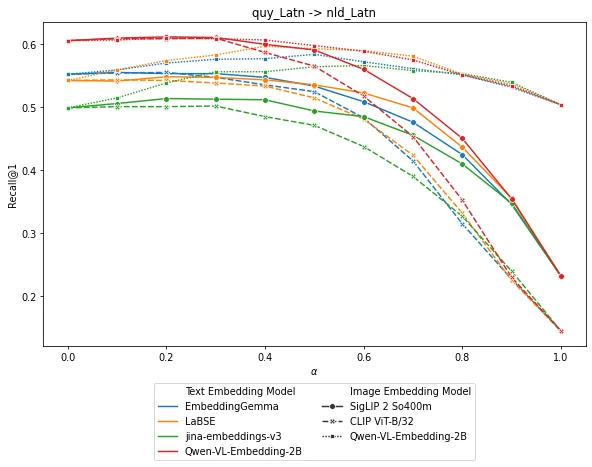 quy_Latn -> nld_Latn
Recall@1
0.6
0.5
0.4
0.3
0.2
0.0 0.2 0.4 0.6 0.8 1.0
α
Text Embedding Model Image Embedding Model
EmbeddingGemma SigLIP 2 So400m
LaBSE CLIP ViT-B/32
jina-embeddings-v3 Qwen-VL-Embedding-2B
Qwen-VL-Embedding-2B